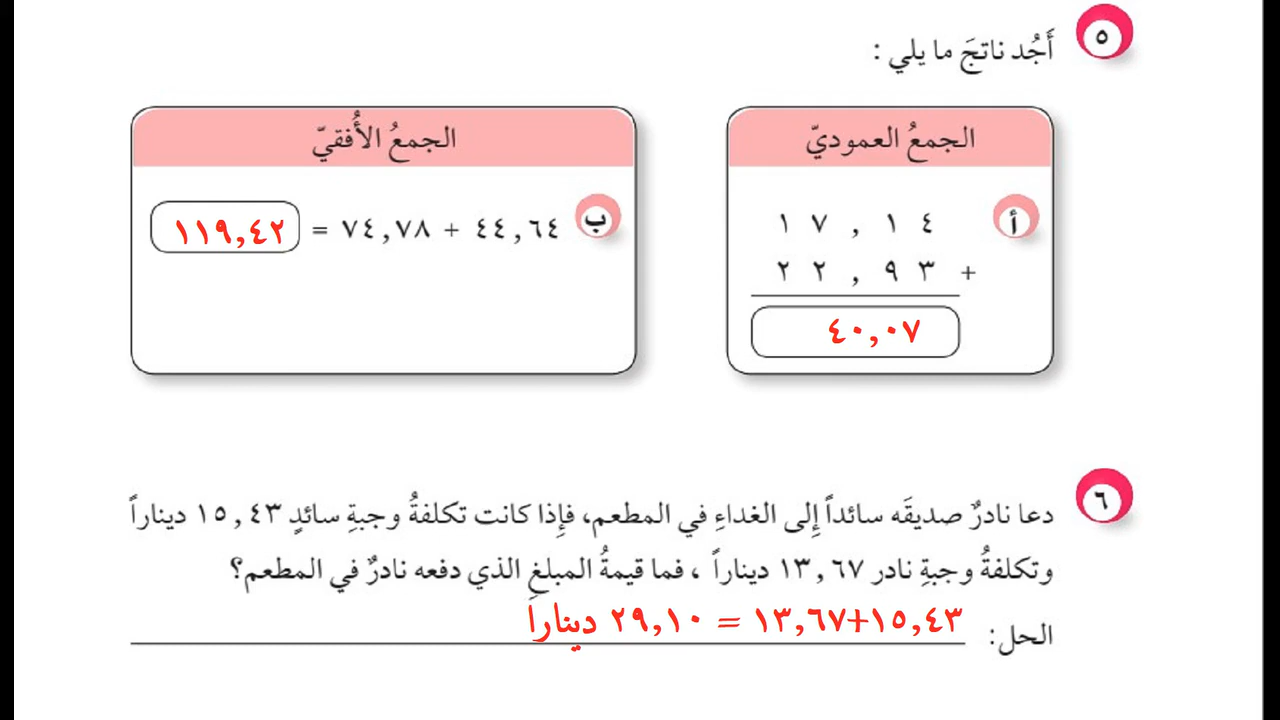 ٥ أَجُد ناتجَ ما يلي :
الجمعُ العموديّ
أ ١٧,١٤
+ ٢٢,٩٣
٤٠,٠٧
الجمعُ الأُفقيّ
ب ٤٤,٦٤ + ٧٤,٧٨ = ١١٩,٤٢
٦ دعا نادرٌ صديقَه سائداً إِلى الغداءِ في المطعم، فإِذا كانت تكلفةُ وجبةِ سائدٍ ١٥,٤٣ ديناراً
وتكلفةُ وجبةِ نادر ١٣,٦٧ ديناراً ، فما قيمةُ المبلغِ الذي دفعه نادرٌ في المطعم؟
الحل: ١٥,٤٣+١٣,٦٧ = ٢٩,١٠ ديناراً